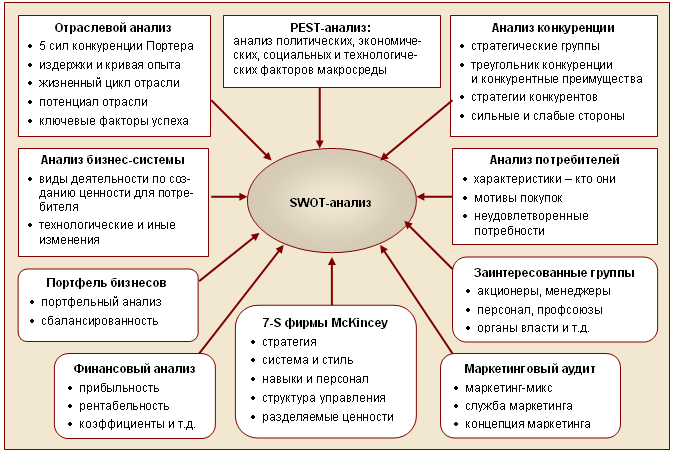 Отраслевой анализ
• 5 сил конкуренции Портера
• издержки и кривая опыта
• жизненный цикл отрасли
• потенциал отрасли
• ключевые факторы успеха
PEST-анализ:
анализ политических, экономиче-
ских, социальных и технологиче-
ских факторов макросреды
Анализ конкуренции
• стратегические группы
• треугольник конкуренции
и конкурентные преимущества
• стратегии конкурентов
• сильные и слабые стороны
Анализ бизнес-системы
• виды деятельности по со-
зданию ценности для потре-
бителя
• технологические и иные
изменения
SWOT-анализ
Анализ потребителей
• характеристики – кто они
• мотивы покупок
• неудовлетворенные
потребности
Портфель бизнесов
• портфельный анализ
• сбалансированность
Заинтересованные группы
• акционеры, менеджеры
• персонал, профсоюзы
• органы власти и т.д.
Финансовый анализ
• прибыльность
• рентабельность
• коэффициенты и т.д.
7-S фирмы McKincey
• стратегия
• система и стиль
• навыки и персонал
• структура управления
• разделяемые ценности
Маркетинговый аудит
• маркетинг-микс
• служба маркетинга
• концепция маркетинга